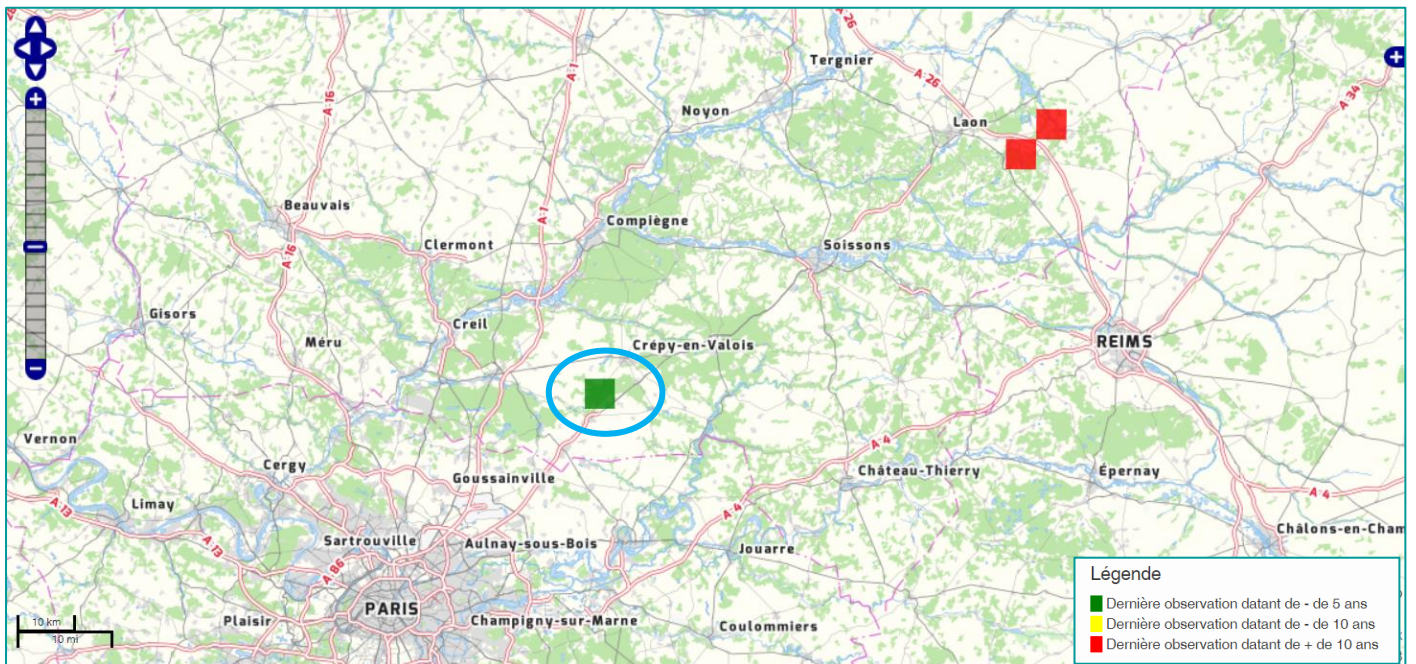 A 26
A 26
Tergnier
A·1
A·16
Noyon
Laon
A·34
Beauvais
Compiègne
A·1
Clermont
Soissons
A·16
Gisors
Creil
Méru
Crépy-en-Valois
REIMS
Vernon
Cergy
Goussainville
A 4
Château-Thierry
Épernay
A 4
A·13
Limay
A 4
Sartrouville
Aulnay-sous-Bois
Châlons-en-Cham
A·13
Jouarre
A 86
PARIS
Plaisir
Champigny-sur-Marne
Coulommiers
10 km
10 mi
Légende
Dernière observation datant de - de 5 ans
Dernière observation datant de - de 10 ans
Dernière observation datant de + de 10 ans